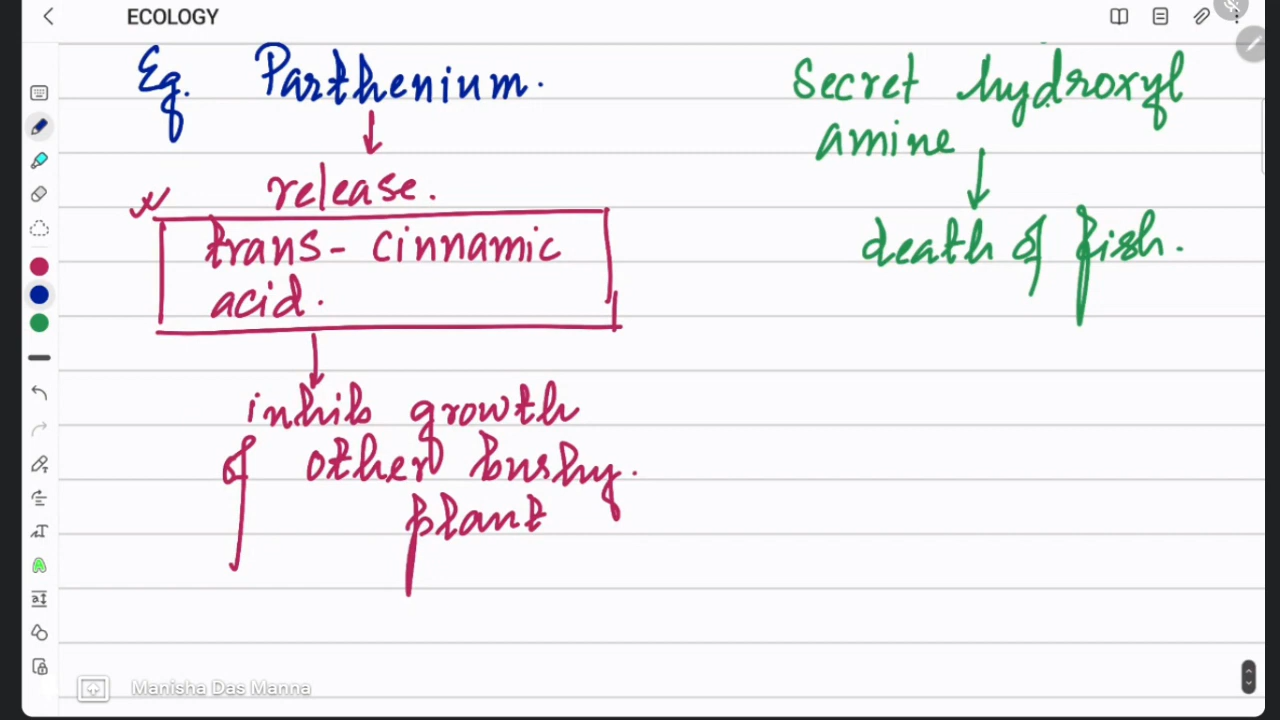 ECOLOGY
Eg. Parthenium.
release.
trans- cinnamic
acid.
inhib growth
of other bushy.
plant
Secret hydroxyl
amine
death of fish.
Manisha Das Manna